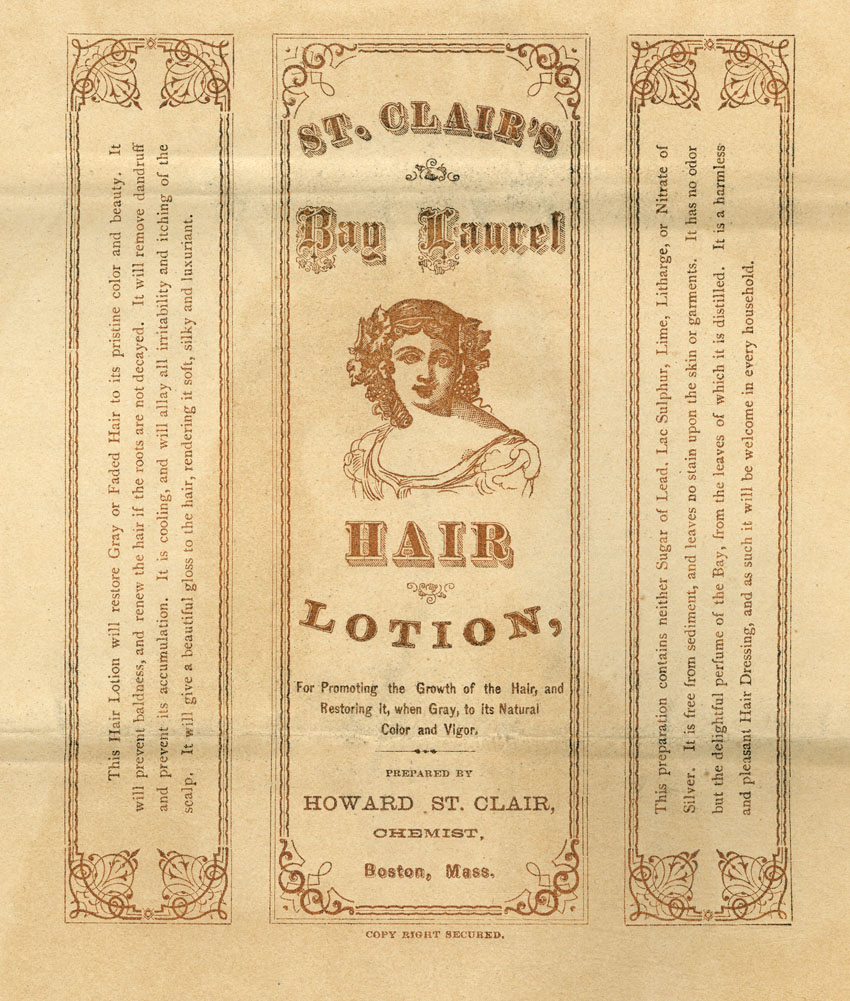 This Hair Lotion will restore Gray or Faded Hair to its pristine color and beauty. It
will prevent baldness, and renew the hair if the roots are not decayed. It will remove dandruff
and prevent its accumulation. It is cooling, and will allay all irritability and itching of the
scalp. It will give a beautiful gloss to the hair, rendering it soft, silky and luxuriant.
ST. CLAIR'S
Bay Laurel
HAIR
LOTION,
For Promoting the Growth of the Hair, and
Restoring it, when Gray, to its Natural
Color and Vigor.
PREPARED BY
HOWARD ST. CLAIR,
CHEMIST,
Boston, Mass.
COPY RIGHT SECURED.
This preparation contains neither Sugar of Lead, Lac Sulphur, Lime, Litharge, or Nitrate of
Silver. It is free from sediment, and leaves no stain upon the skin or garments. It has no odor
but the delightful perfume of the Bay, from the leaves of which it is distilled. It is a harmless
and pleasant Hair Dressing, and as such it will be welcome in every household.